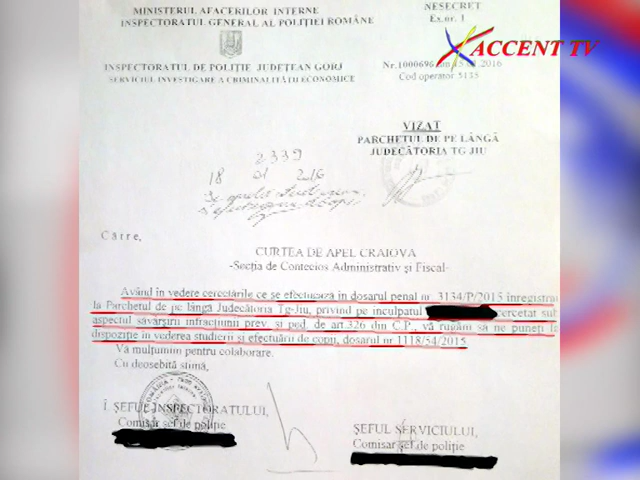 MINISTERUL AFACERILOR INTERNE
INSPECTORATUL GENERAL AL POLIȚIEI ROMÂNE
NESECRET
Ex.nr. 1
ACCENT TV
INSPECTORATUL DE POLIȚIE JUDEȚEAN GORJ
SERVICIUL INVESTIGARE A CRIMINALITĂȚII ECONOMICE
Nr.1000696 din 2016
Cod operator 5135
VIZAT
PARCHETUL DE PE LÂNGĂ
JUDECĂTORIA TG JIU
2339
18 01 216
Către,
CURTEA DE APEL CRAIOVA
-Secția de Contecios Administrativ și Fiscal-
Având în vedere cercetările ce se efectuează în dosarul penal nr. 3134/P/2015 înregistrat
la Parchetul de pe lângă Judecătoria Tg-Jiu, privind pe inculpatul cercetat sub
aspectul săvârșirii infracțiunii prev. și ped. de art.326 din C.P., vă rugăm să ne puneți la
dispoziție în vederea studierii și efectuării de copii, dosarul nr 1118/54/2015.
Vă mulțumim pentru colaborare.
Cu deosebită stimă,
Î. ȘEFUL INSPECTORATULUI,
Comisar șef de poliție
ȘEFUL SERVICIULUI,
Comisar șef de poliție